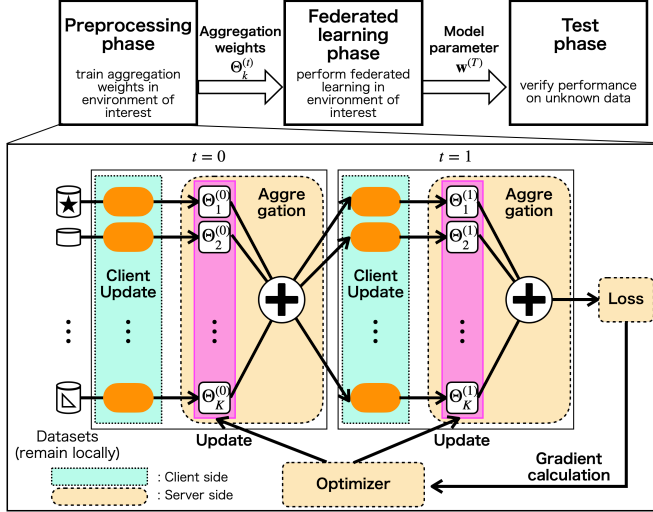 Preprocessing
phase
train aggregation
weights in
environment of
interest
Aggregation
weights
Θ_k^(t)
Federated
learning
phase
perform federated
learning in
environment of
interest
Model
parameter
w^(T)
Test
phase
verify performance
on unknown data
t = 0
t = 1
Θ_1^(0)
Θ_2^(0)
Θ_K^(0)
Aggre
gation
Client
Update
Θ_1^(1)
Θ_2^(1)
Θ_K^(1)
Aggre
gation
Client
Update
Loss
Datasets
(remain locally)
Update
Update
: Client side
: Server side
Optimizer
Gradient
calculation